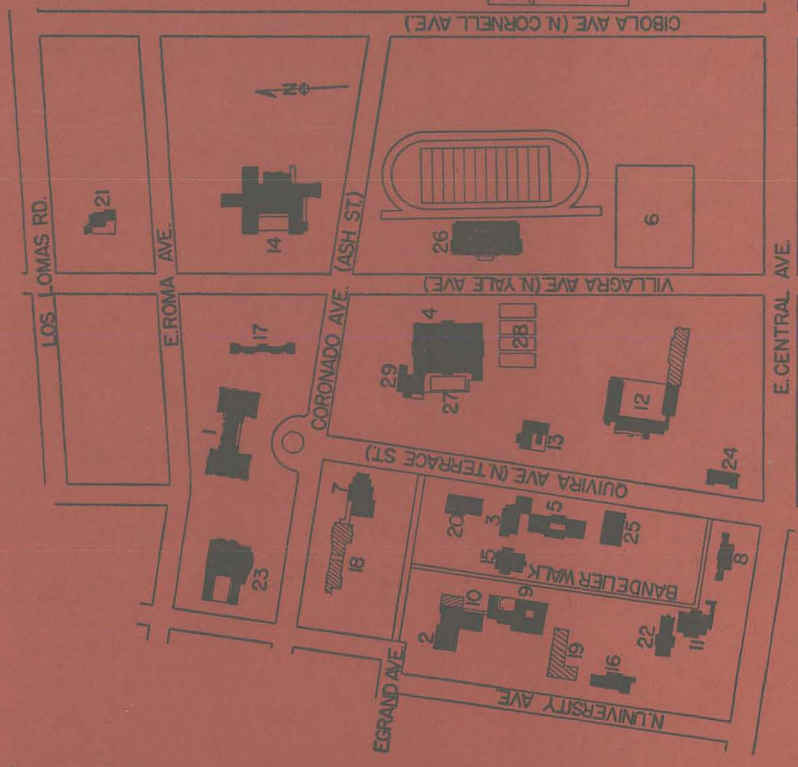 CIBOLA AVE. (N. CORNELL AVE.)
N
LOS LOMAS RD.
21
E. ROMA AVE.
14
CORONADO AVE. (ASH ST.)
26
6
VILLAGRA AVE. (N. YALE AVE)
E. CENTRAL AVE.
17
1
4
28
29
27
12
13
24
QUIVIRA AVE. (N. TERRACE ST.)
7
18
23
20
3
5
25
15
BANDELIER WALK
8
2
10
9
19
16
22
11
E GRAND AVE.
N. UNIVERSITY AVE